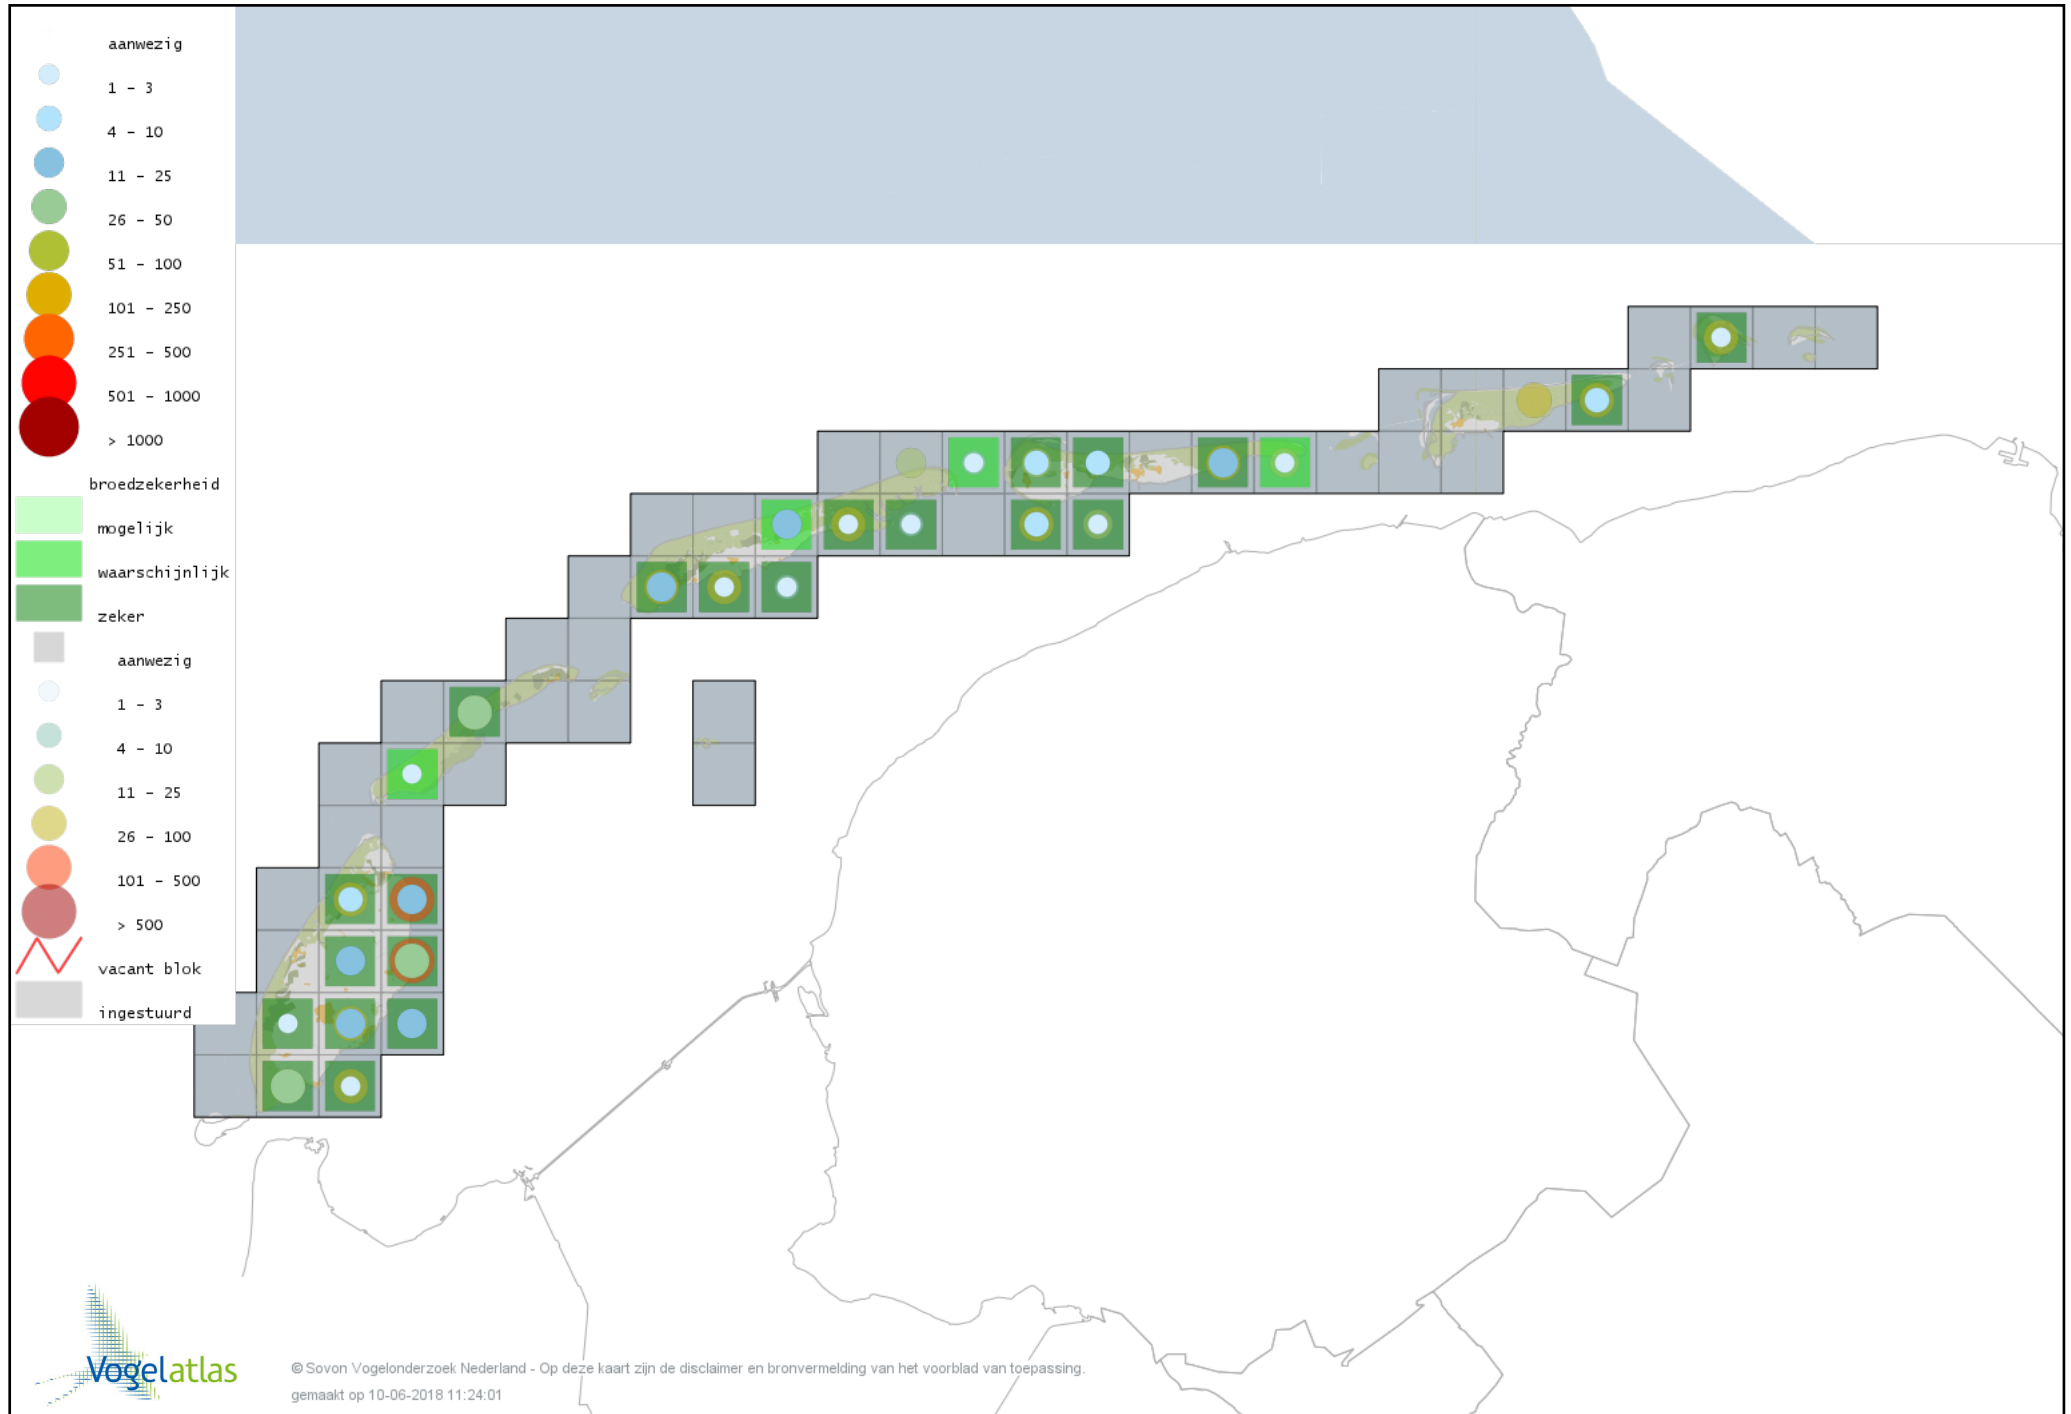 aanwezig
1 - 3
4 - 10
11 - 25
26 - 50
51 - 100
101 - 250
251 - 500
501 - 1000
> 1000
broedzekerheid
mogelijk
waarschijnlijk
zeker
aanwezig
1 - 3
4 - 10
11 - 25
26 - 100
101 - 500
> 500
vacant blok
ingestuurd
Vogelatlas
© Sovon Vogelonderzoek Nederland - Op deze kaart zijn de disclaimer en bronvermelding van het voorblad van toepassing.
gemaakt op 10-06-2018 11:24:01